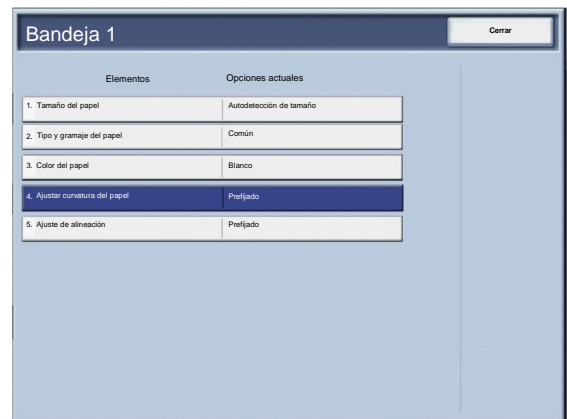 Bandeja 1
Cerrar
Elementos Opciones actuales
1. Tamaño del papel Autodetección de tamaño
2. Tipo y gramaje del papel Común
3. Color del papel Blanco
4. Ajustar curvatura del papel Prefijado
5. Ajuste de alineación Prefijado